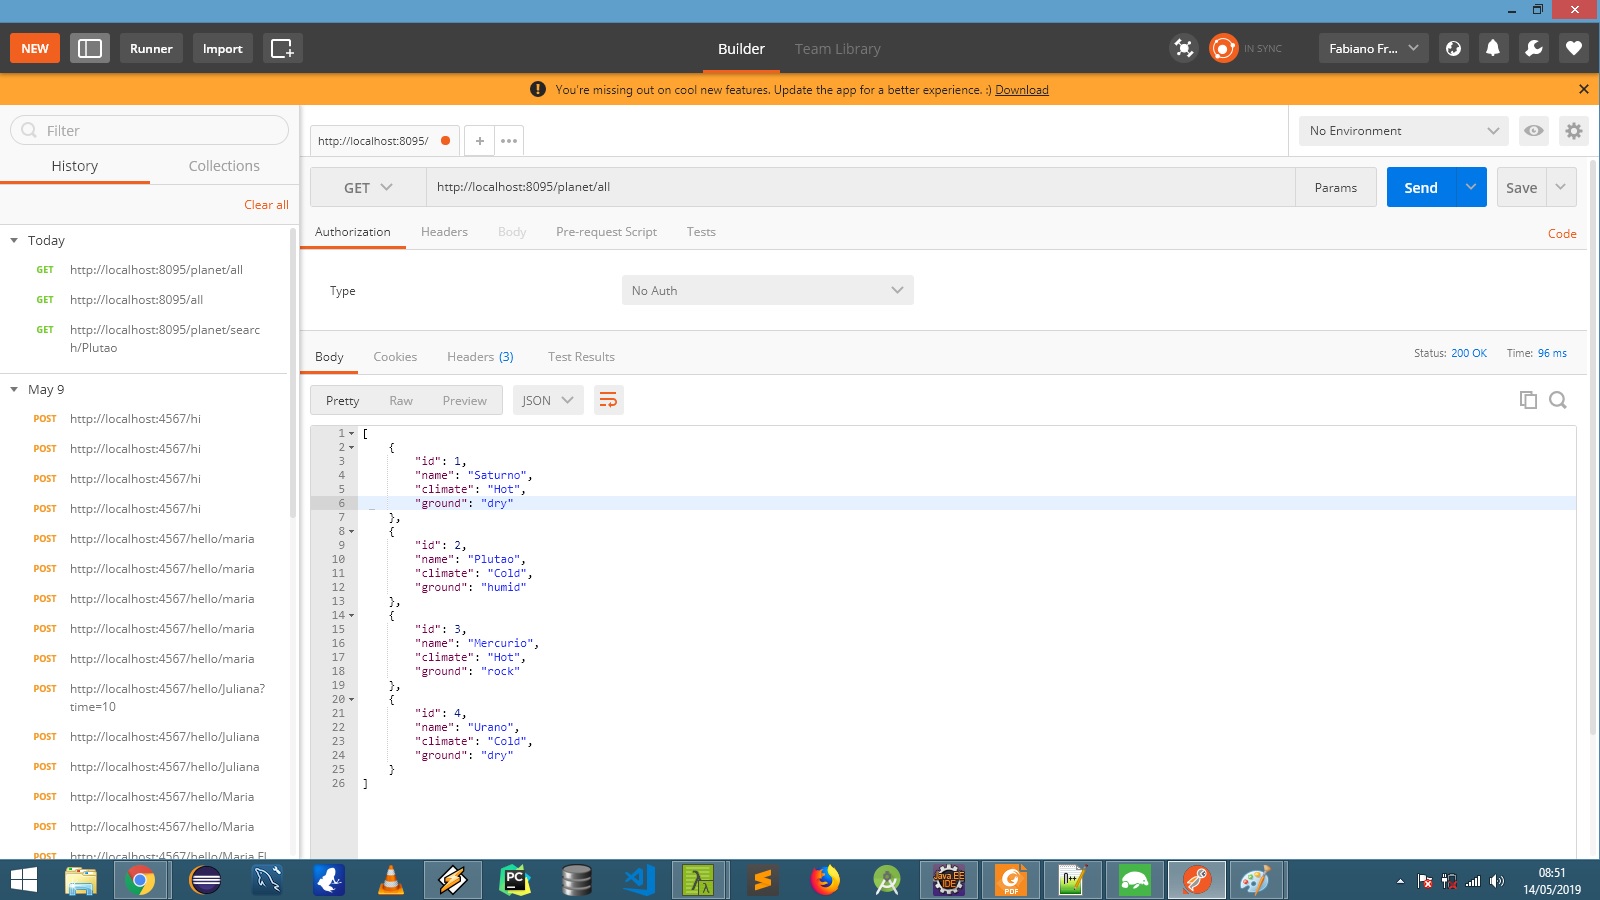 NEW
Runner
Import
Builder
Team Library
IN SYNC
Fabiano Fr...
You're missing out on cool new features. Update the app for a better experience. :) Download
Filter
History
Collections
Clear all
Today
GET http://localhost:8095/planet/all
GET http://localhost:8095/all
GET http://localhost:8095/planet/searc
h/Plutao
May 9
POST http://localhost:4567/hi
POST http://localhost:4567/hi
POST http://localhost:4567/hi
POST http://localhost:4567/hi
POST http://localhost:4567/hello/maria
POST http://localhost:4567/hello/maria
POST http://localhost:4567/hello/maria
POST http://localhost:4567/hello/maria
POST http://localhost:4567/hello/maria
POST http://localhost:4567/hello/Juliana?
time=10
POST http://localhost:4567/hello/Juliana
POST http://localhost:4567/hello/Juliana
POST http://localhost:4567/hello/Maria
POST http://localhost:4567/hello/Maria
POST http://localhost:4567/hello/Maria El
http://localhost:8095/
No Environment
GET
http://localhost:8095/planet/all
Params
Send
Save
Authorization
Headers
Body
Pre-request Script
Tests
Code
Type
No Auth
Body
Cookies
Headers (3)
Test Results
Status: 200 OK
Time: 96 ms
Pretty
Raw
Preview
JSON
1 [
2 {
3 "id": 1,
4 "name": "Saturno",
5 "climate": "Hot",
6 "ground": "dry"
7 },
8 {
9 "id": 2,
10 "name": "Plutao",
11 "climate": "Cold",
12 "ground": "humid"
13 },
14 {
15 "id": 3,
16 "name": "Mercurio",
17 "climate": "Hot",
18 "ground": "rock"
19 },
20 {
21 "id": 4,
22 "name": "Urano",
23 "climate": "Cold",
24 "ground": "dry"
25 }
26 ]
PC
Java EE
IDE
PDF
08:51
14/05/2019